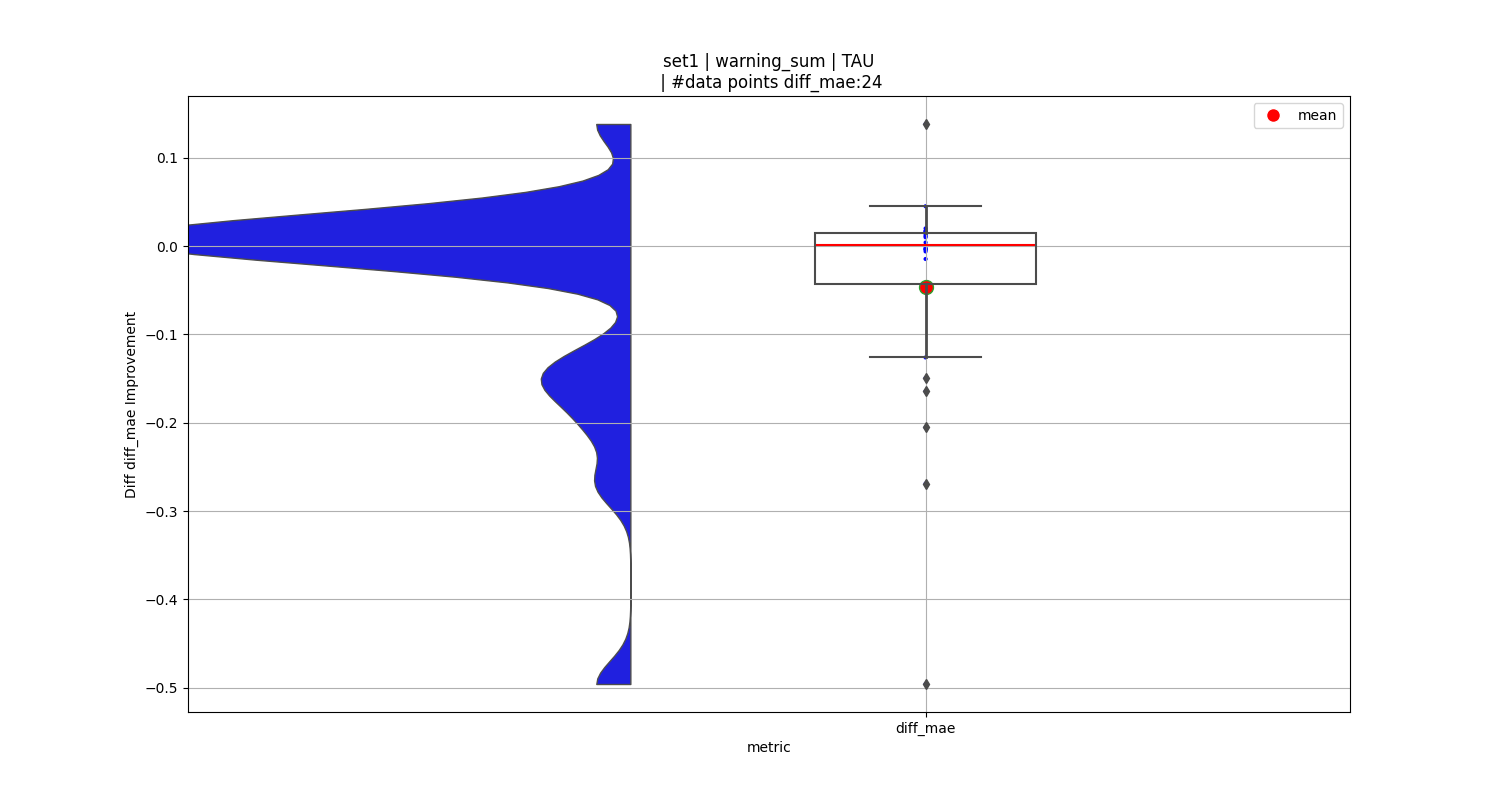 set1 | warning_sum | TAU
| #data points diff_mae:24
mean
0.1
0.0
−0.1
−0.2
−0.3
−0.4
−0.5
Diff diff_mae Improvement
diff_mae
metric